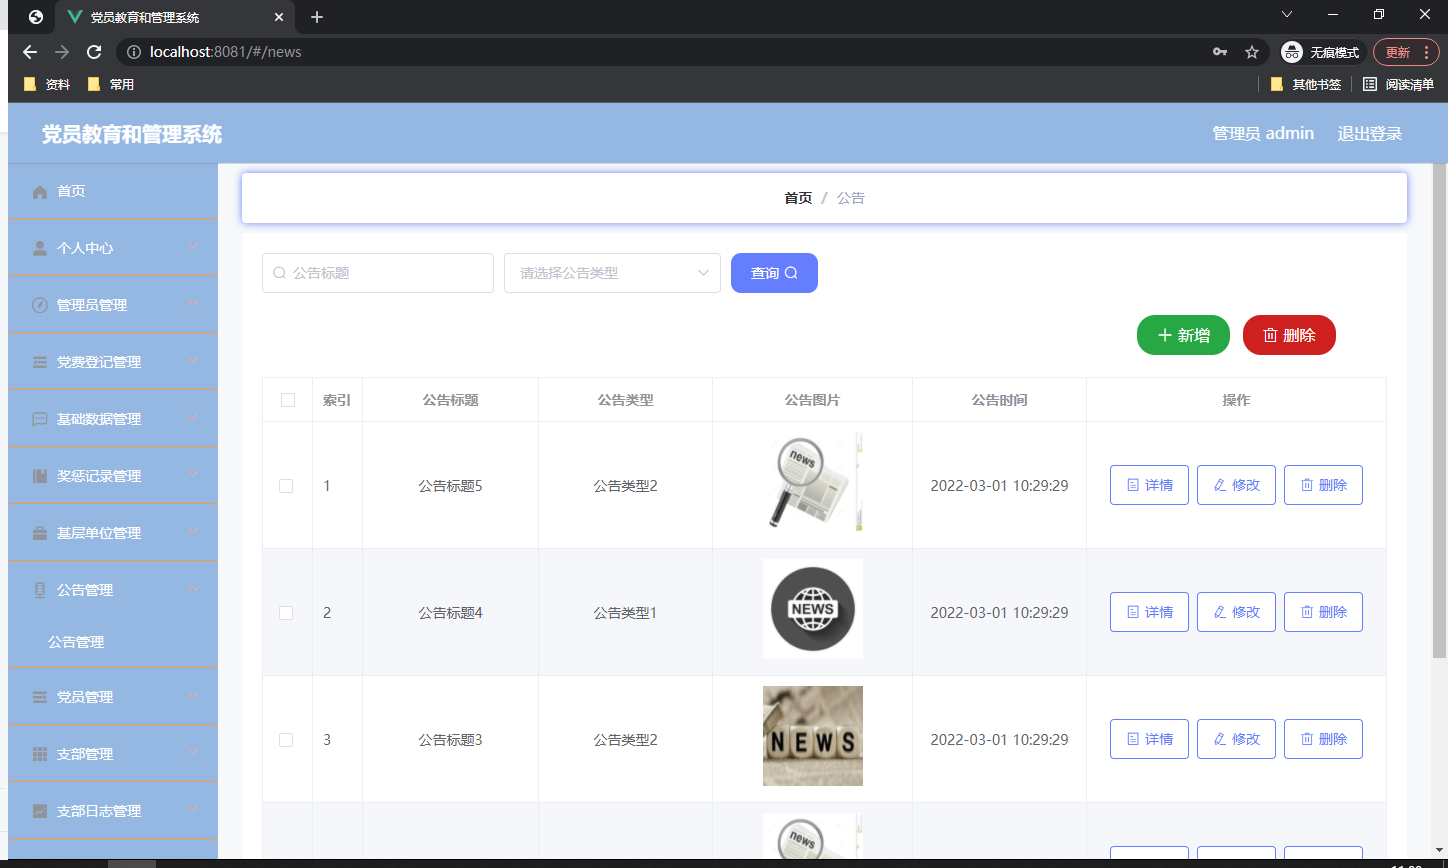 党员教育和管理系统
localhost:8081/#/news
无痕模式
更新
资料
常用
其他书签
阅读清单
党员教育和管理系统
管理员 admin
退出登录
首页
个人中心
管理员管理
党费登记管理
基础数据管理
奖惩记录管理
基层单位管理
公告管理
公告管理
党员管理
支部管理
支部日志管理
首页 / 公告
公告标题
请选择公告类型
查询
新增
删除
索引 公告标题 公告类型 公告图片 公告时间 操作
1 公告标题5 公告类型2 news 2022-03-01 10:29:29 详情 修改 删除
2 公告标题4 公告类型1 NEWS 2022-03-01 10:29:29 详情 修改 删除
3 公告标题3 公告类型2 NEWS 2022-03-01 10:29:29 详情 修改 删除
news